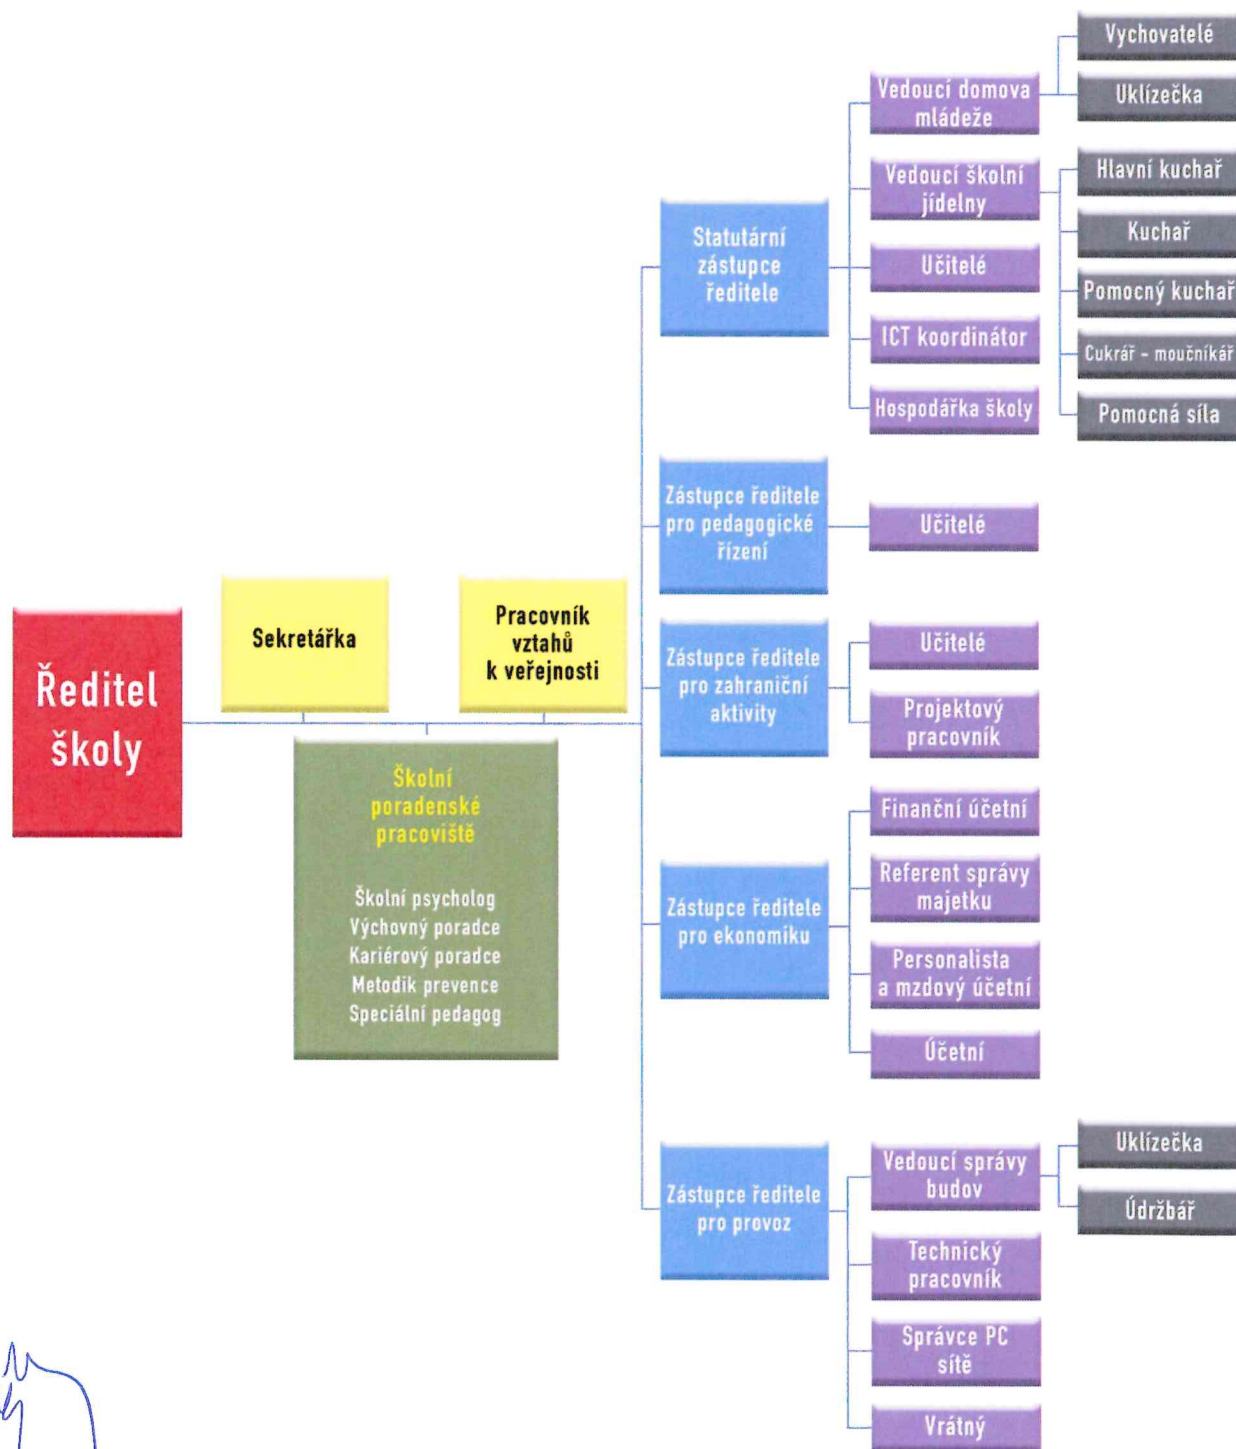 Ředitel
školy
Sekretářka
Pracovník
vztahů
k veřejnosti
Školní
poradenské
pracoviště
Školní psycholog
Výchovný poradce
Kariérový poradce
Metodik prevence
Speciální pedagog
Statutární
zástupce
ředitele
Vedoucí domova
mládeže
Vychovatelé
Uklízečka
Vedoucí školní
jídelny
Hlavní kuchař
Kuchař
Pomocný kuchař
Cukrář - moučníkář
Pomocná síla
Učitelé
ICT koordinátor
Hospodářka školy
Zástupce ředitele
pro pedagogické
řízení
Učitelé
Zástupce ředitele
pro zahraniční
aktivity
Učitelé
Projektový
pracovník
Zástupce ředitele
pro ekonomiku
Finanční účetní
Referent správy
majetku
Personalista
a mzdový účetní
Účetní
Zástupce ředitele
pro provoz
Vedoucí správy
budov
Uklízečka
Údržbář
Technický
pracovník
Správce PC
sítě
Vrátný